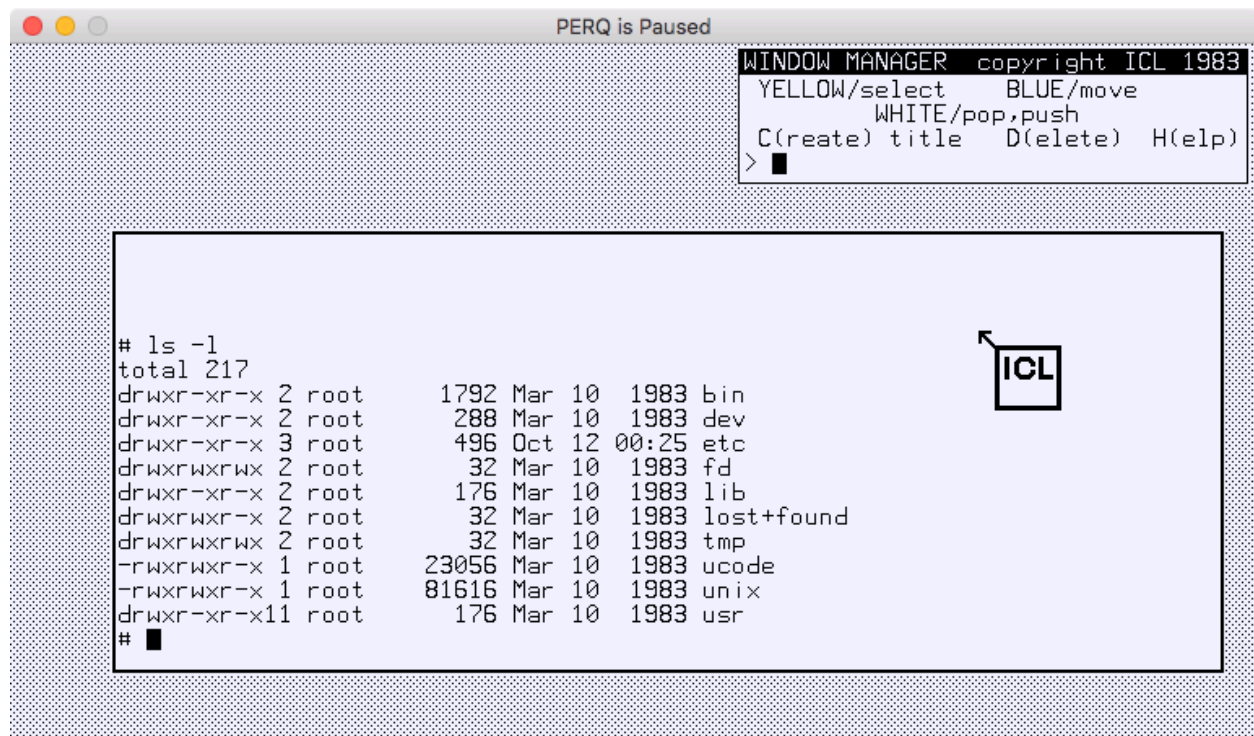 PERQ is Paused
WINDOW MANAGER  copyright ICL 1983
YELLOW/select    BLUE/move
WHITE/pop,push
C(reate) title   D(elete)  H(elp)
>
# ls -l
total 217
drwxr-xr-x 2 root     1792 Mar 10  1983 bin
drwxr-xr-x 2 root      288 Mar 10  1983 dev
drwxr-xr-x 3 root      496 Oct 12 00:25 etc
drwxrwxrwx 2 root       32 Mar 10  1983 fd
drwxr-xr-x 2 root      176 Mar 10  1983 lib
drwxrwxr-x 2 root       32 Mar 10  1983 lost+found
drwxrwxrwx 2 root       32 Mar 10  1983 tmp
-rwxrwxr-x 1 root    23056 Mar 10  1983 ucode
-rwxrwxr-x 1 root    81616 Mar 10  1983 unix
drwxr-xr-x11 root      176 Mar 10  1983 usr
#
ICL